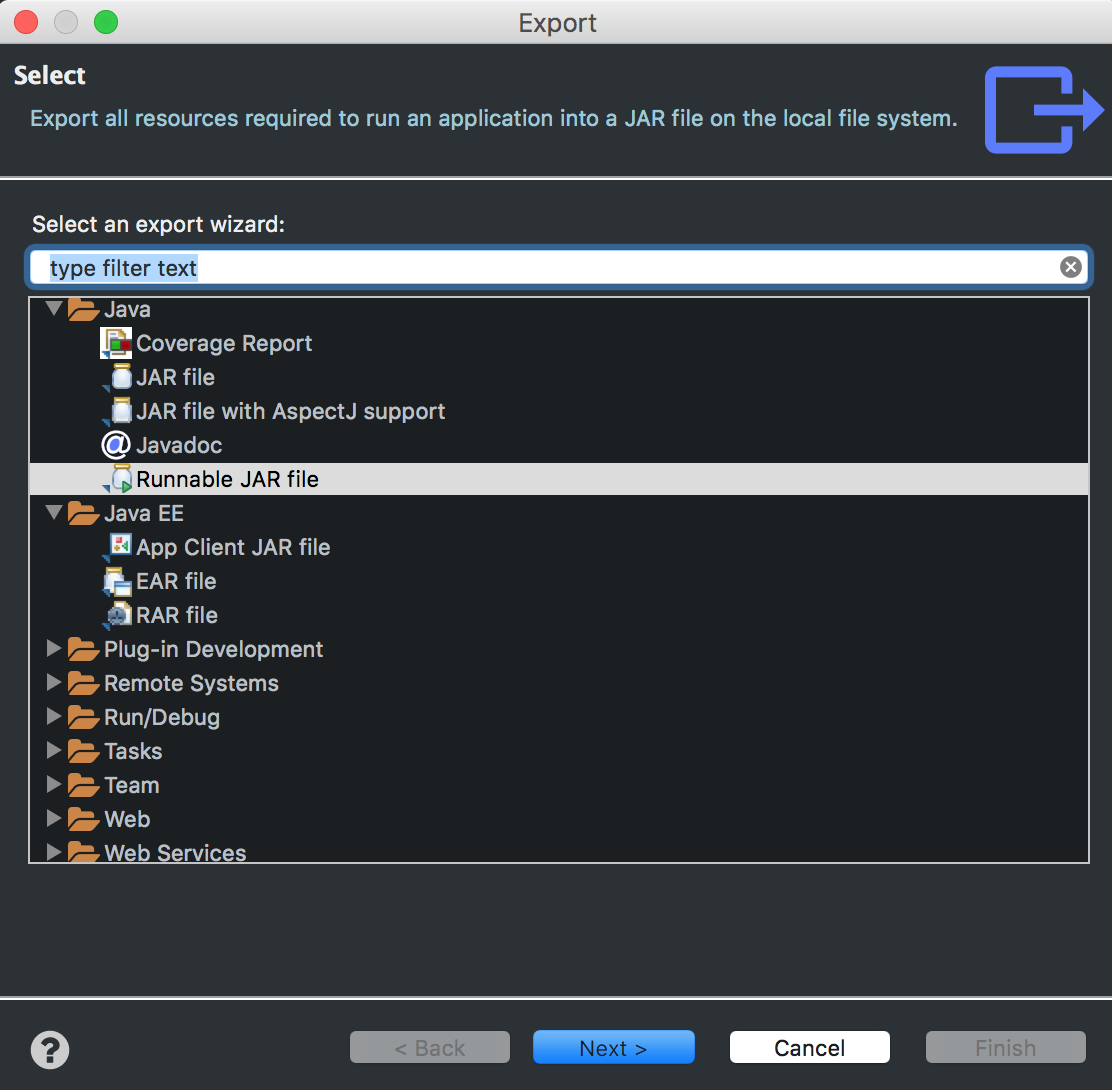 Export
Select
Export all resources required to run an application into a JAR file on the local file system.
Select an export wizard:
type filter text
Java
Coverage Report
JAR file
JAR file with AspectJ support
@ Javadoc
Runnable JAR file
Java EE
App Client JAR file
EAR file
RAR file
Plug-in Development
Remote Systems
Run/Debug
Tasks
Team
Web
Web Services
? < Back Next > Cancel Finish